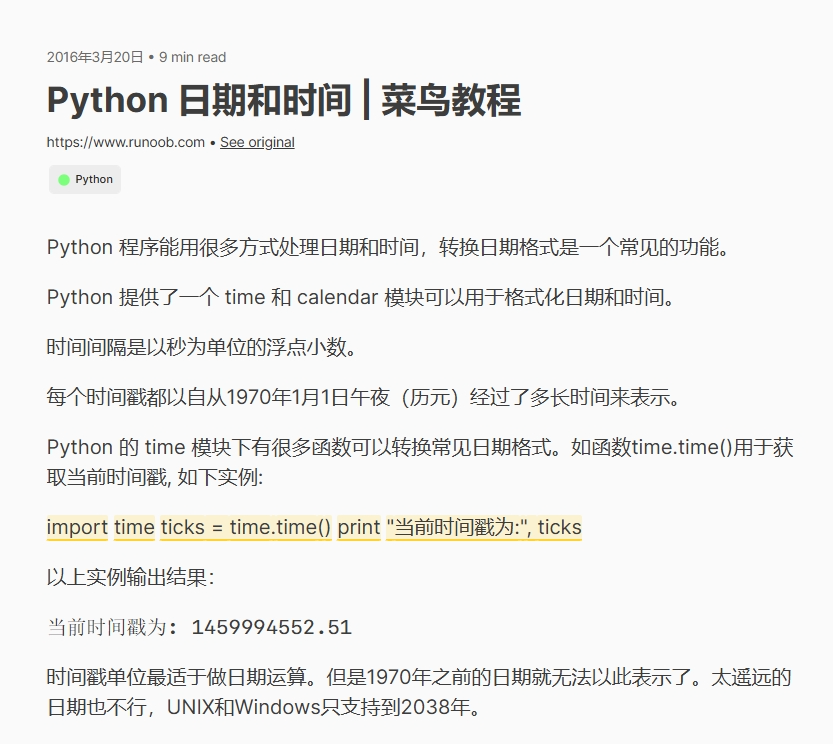 2016年3月20日 • 9 min read
Python 日期和时间 | 菜鸟教程
https://www.runoob.com • See original
Python
Python 程序能用很多方式处理日期和时间，转换日期格式是一个常见的功能。
Python 提供了一个 time 和 calendar 模块可以用于格式化日期和时间。
时间间隔是以秒为单位的浮点小数。
每个时间戳都以自从1970年1月1日午夜（历元）经过了多长时间来表示。
Python 的 time 模块下有很多函数可以转换常见日期格式。如函数time.time()用于获
取当前时间戳, 如下实例:
import time ticks = time.time() print "当前时间戳为:", ticks
以上实例输出结果：
当前时间戳为: 1459994552.51
时间戳单位最适于做日期运算。但是1970年之前的日期就无法以此表示了。太遥远的
日期也不行，UNIX和Windows只支持到2038年。